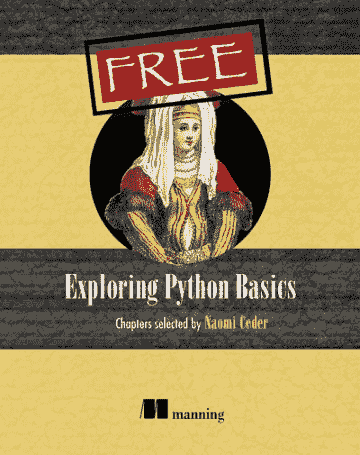 FREE
Exploring Python Basics
Chapters selected by Naomi Ceder
manning